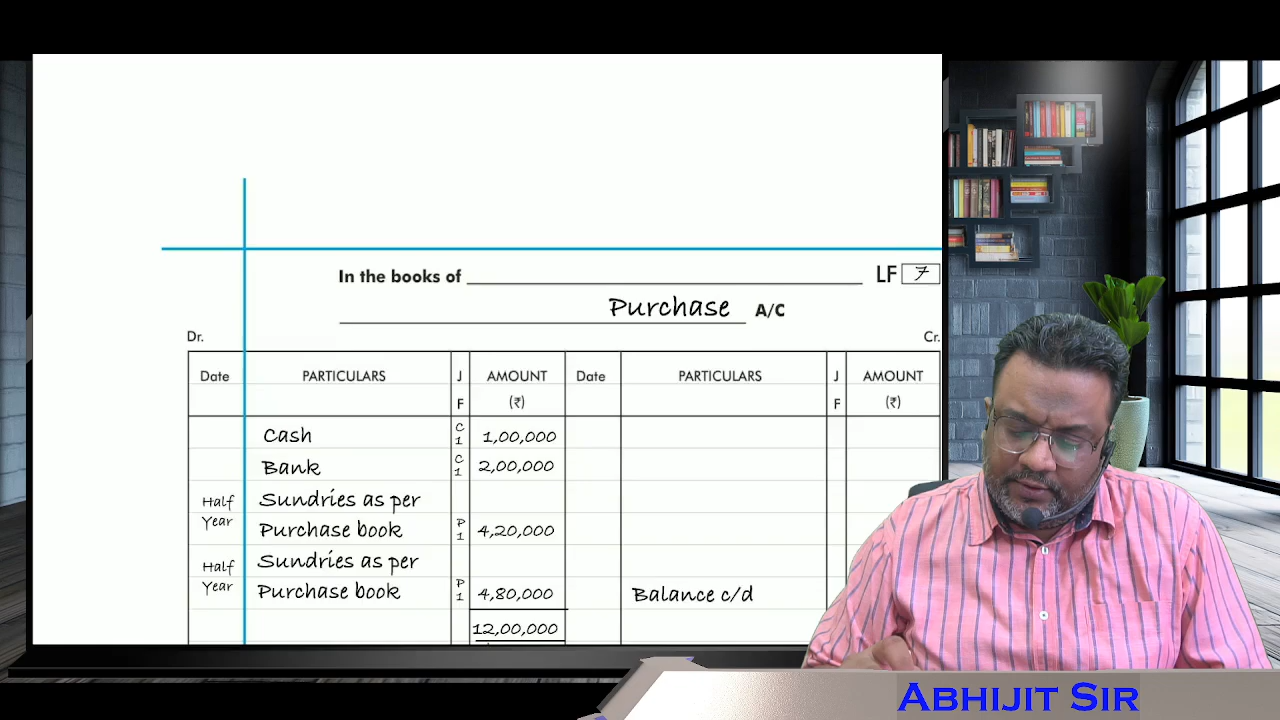 In the books of
LF 7
Purchase A/C
Dr. Cr.
Date PARTICULARS J F AMOUNT (₹) Date PARTICULARS J F AMOUNT (₹)
Cash C 1 1,00,000
Bank C 1 2,00,000
Half Year Sundries as per
Purchase book P 1 4,20,000
Half Year Sundries as per
Purchase book P 1 4,80,000 Balance c/d
12,00,000
Abhijit Sir